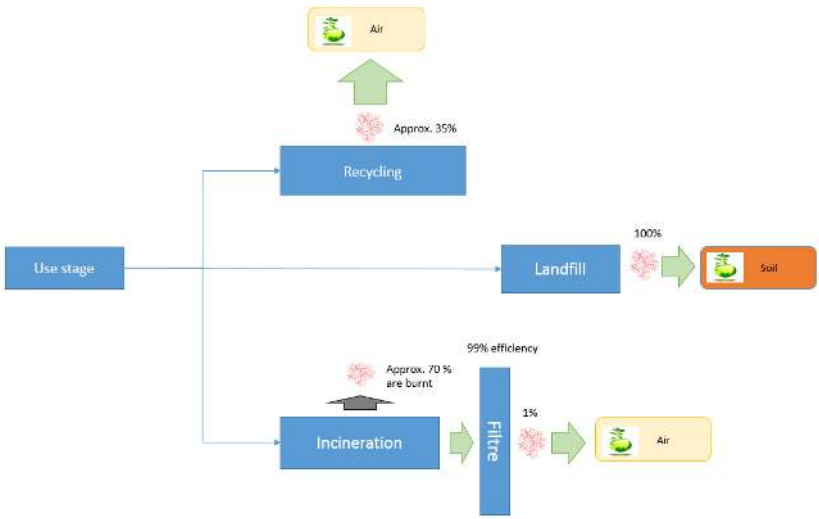 Air
Approx. 35%
Recycling
100%
Use stage
Landfill
Soil
99% efficiency
Approx. 70 %
are burnt
1%
Incineration
Filtre
Air